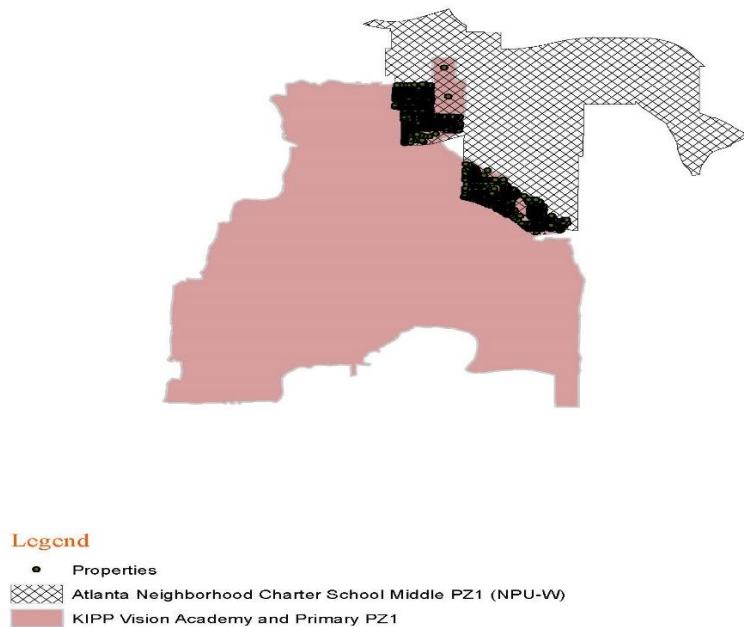 Legend
Properties
Atlanta Neighborhood Charter School Middle PZ1 (NPU-W)
KIPP Vision Academy and Primary PZ1